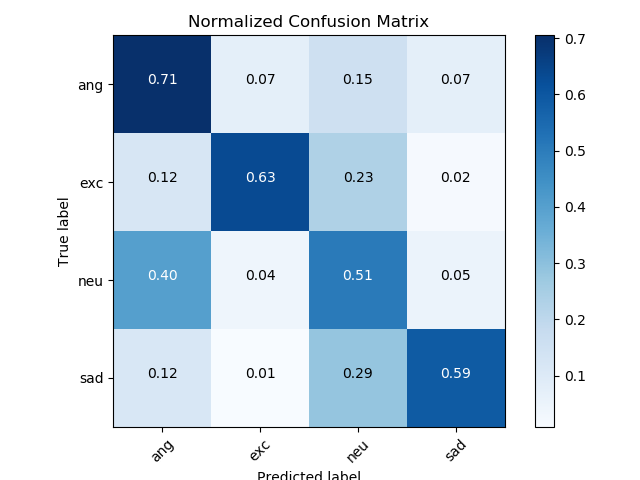 Normalized Confusion Matrix
ang 0.71 0.07 0.15 0.07
exc 0.12 0.63 0.23 0.02
neu 0.40 0.04 0.51 0.05
sad 0.12 0.01 0.29 0.59
ang exc neu sad
True label
Predicted label
0.7
0.6
0.5
0.4
0.3
0.2
0.1